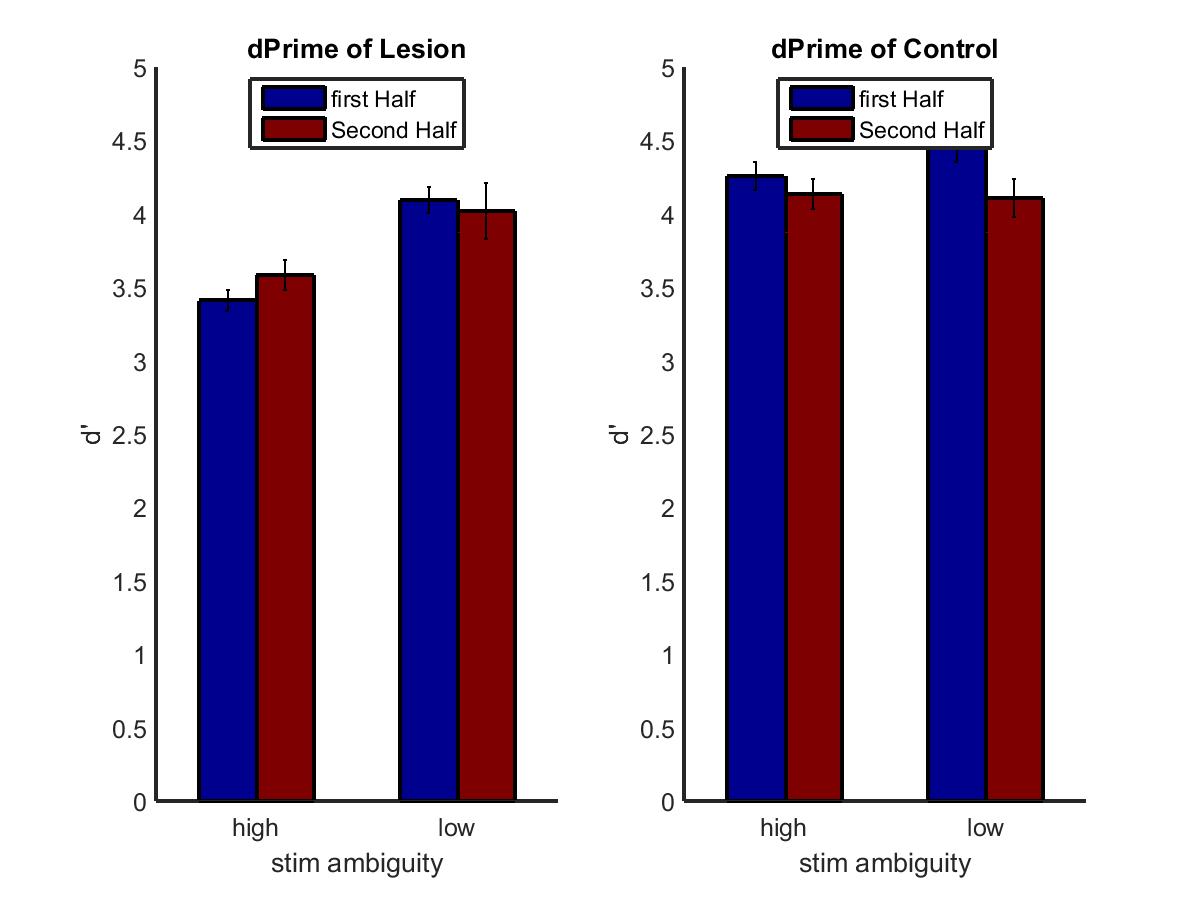 dPrime of Lesion
first Half
Second Half
5
4.5
4
3.5
3
2.5
2
1.5
1
0.5
0
d'
high
low
stim ambiguity
dPrime of Control
first Half
Second Half
5
4.5
4
3.5
3
2.5
2
1.5
1
0.5
0
d'
high
low
stim ambiguity